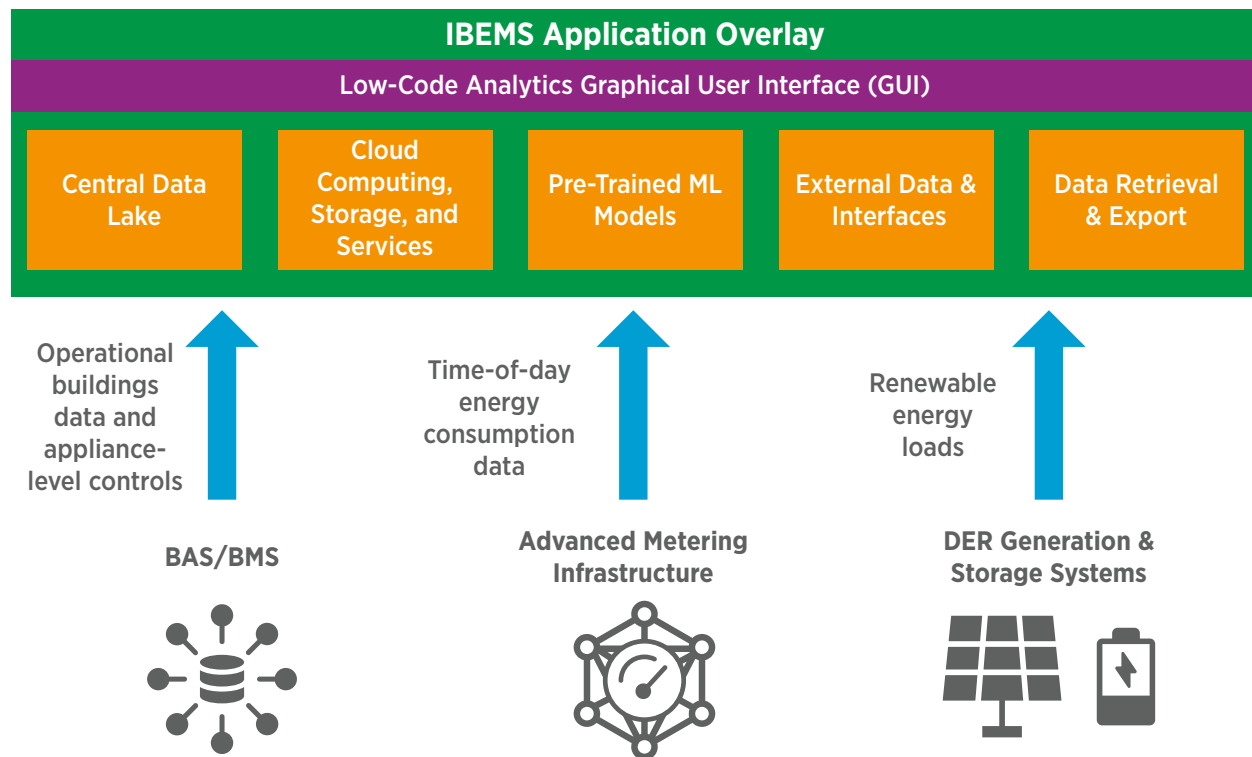 IBEMS Application Overlay
Low-Code Analytics Graphical User Interface (GUI)
Central Data
Lake
Cloud
Computing,
Storage, and
Services
Pre-Trained ML
Models
External Data &
Interfaces
Data Retrieval
& Export
Operational
buildings
data and
appliance-
level controls
Time-of-day
energy
consumption
data
Renewable
energy
loads
BAS/BMS
Advanced Metering
Infrastructure
DER Generation &
Storage Systems